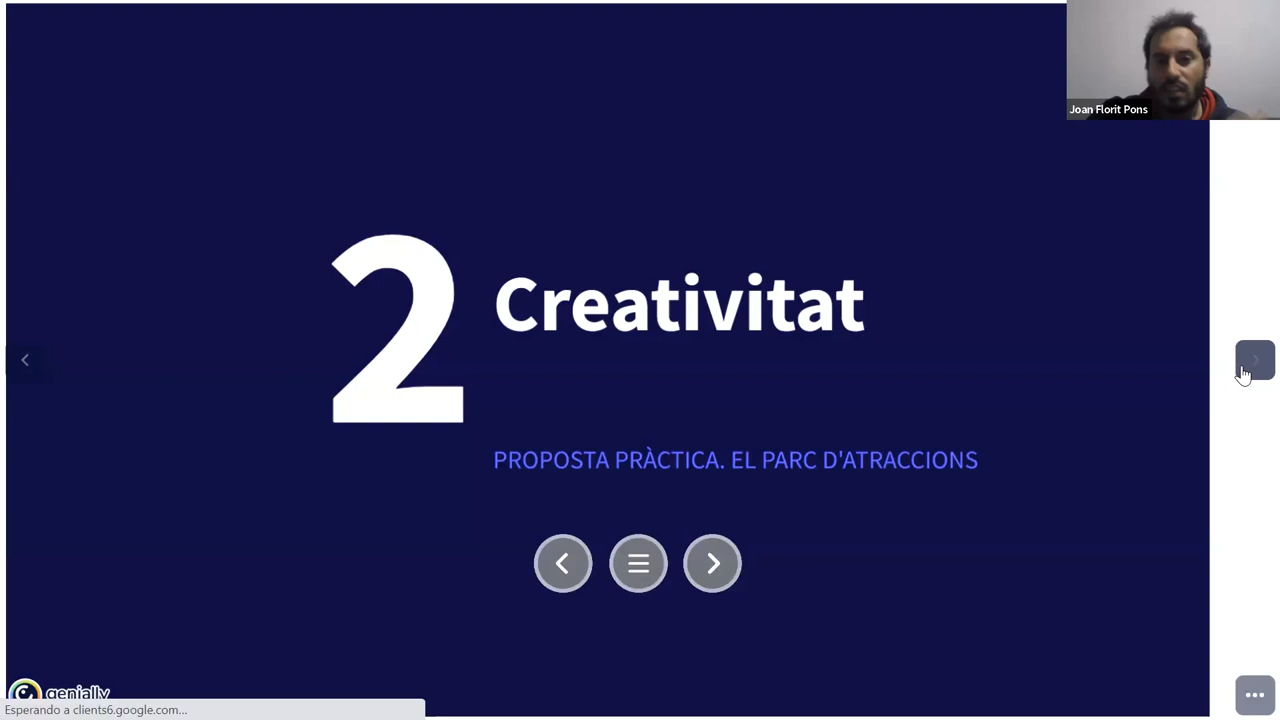 Joan Florit Pons
2
Creativitat
PROPOSTA PRÀCTICA. EL PARC D'ATRACCIONS
genially
Esperando a clients6.google.com...